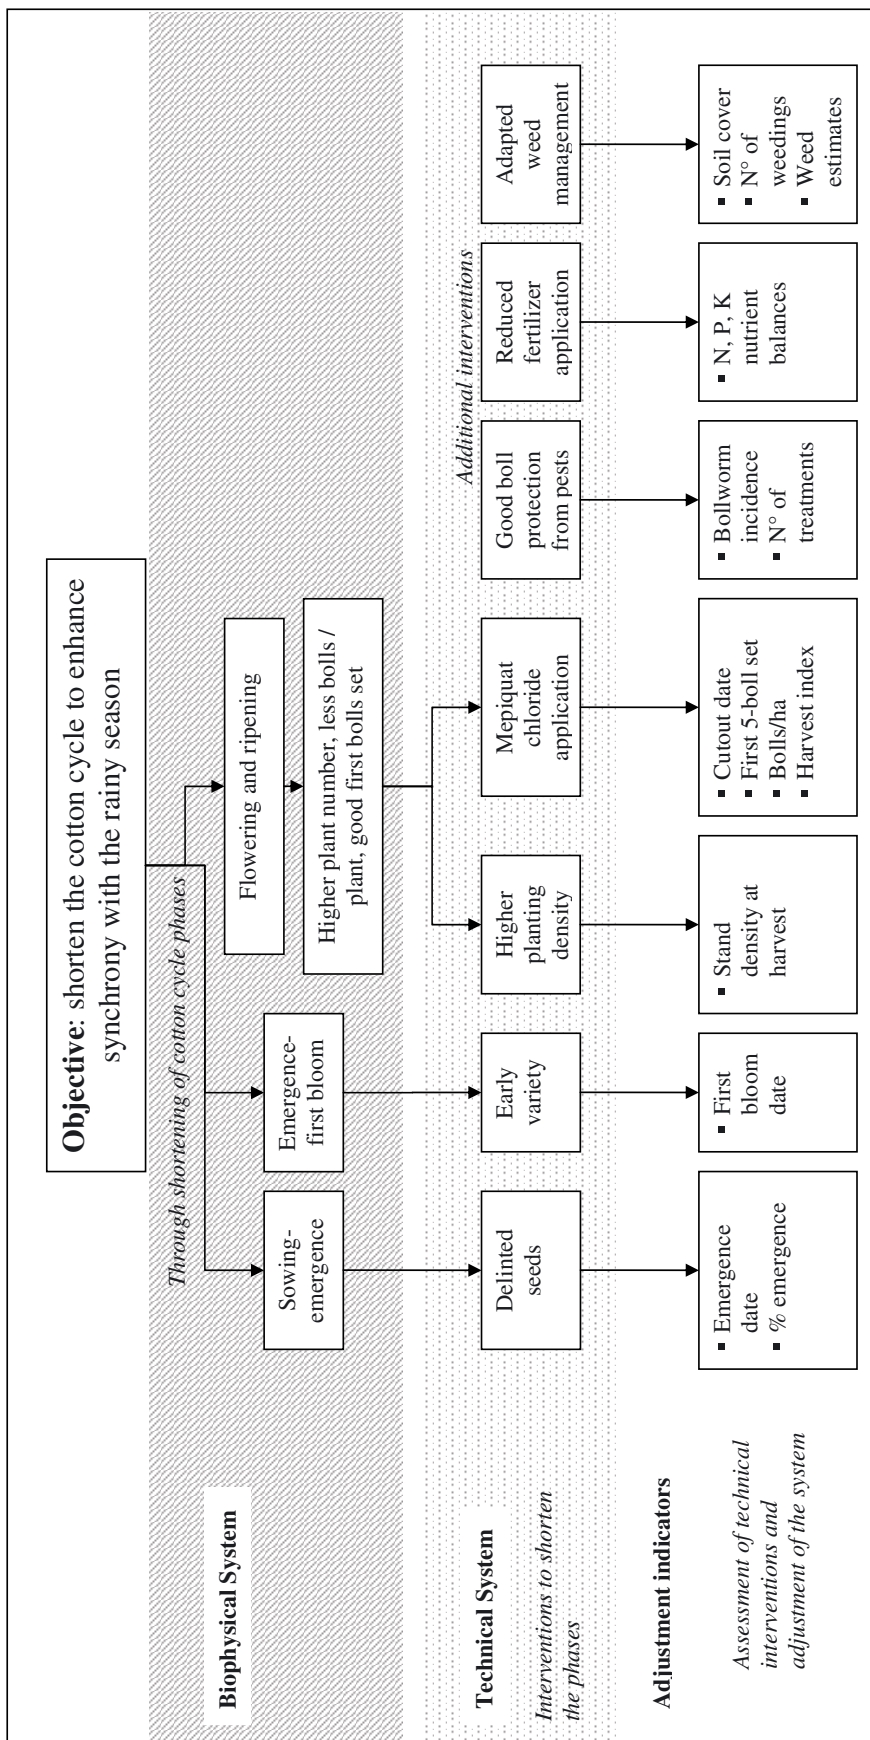 Objective: shorten the cotton cycle to enhance
synchrony with the rainy season
Through shortening of cotton cycle phases
Biophysical System
Sowing-
emergence
Emergence-
first bloom
Flowering and ripening
Higher plant number, less bolls /
plant, good first bolls set
Additional interventions
Technical System
Interventions to shorten
the phases
Delinted
seeds
Early
variety
Higher
planting
density
Mepiquat
chloride
application
Good boll
protection
from pests
Reduced
fertilizer
application
Adapted
weed
management
Adjustment indicators
Assessment of technical
interventions and
adjustment of the system
▪ Emergence
date
▪ % emergence
▪ First
bloom
date
▪ Stand
density at
harvest
▪ Cutout date
▪ First 5-boll set
▪ Bolls/ha
▪ Harvest index
▪ Bollworm
incidence
▪ N° of
treatments
▪ N, P, K
nutrient
balances
▪ Soil cover
▪ N° of
weedings
▪ Weed
estimates